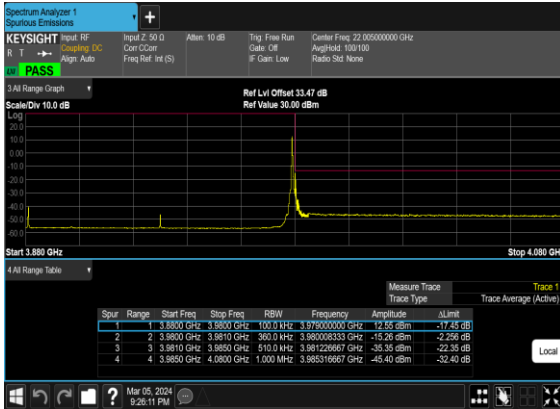 Spectrum Analyzer 1
Spurious Emissions
KEYSIGHT
R T
Input: RF
Coupling: DC
Align: Auto
Input Z: 50 Ω
Corr CCorr
Freq Ref: Int (S)
Atten: 10 dB
Trig: Free Run
Gate: Off
IF Gain: Low
Center Freq: 22.005000000 GHz
Avg|Hold: 100/100
Radio Std: None
PASS
3 All Range Graph
Scale/Div 10.0 dB
Ref Lvl Offset 33.47 dB
Ref Value 30.00 dBm
Log
20.0
10.0
0.00
-10.0
-20.0
-30.0
-40.0
-50.0
-60.0
Start 3.880 GHz
Stop 4.080 GH
4 All Range Table
Measure Trace Trace 1
Trace Type Trace Average (Active)
Spur Range Start Freq Stop Freq RBW Frequency Amplitude ΔLimit
1 1 3.8800 GHz 3.9800 GHz 100.0 kHz 3.979000000 GHz 12.55 dBm -17.45 dB
2 2 3.9800 GHz 3.9810 GHz 360.0 kHz 3.980008333 GHz -15.26 dBm -2.256 dB
3 3 3.9810 GHz 3.9850 GHz 510.0 kHz 3.981226667 GHz -35.35 dBm -22.35 dB
4 4 3.9850 GHz 4.0800 GHz 1.000 MHz 3.985316667 GHz -45.40 dBm -32.40 dB
Local
Mar 05, 2024
9:26:11 PM